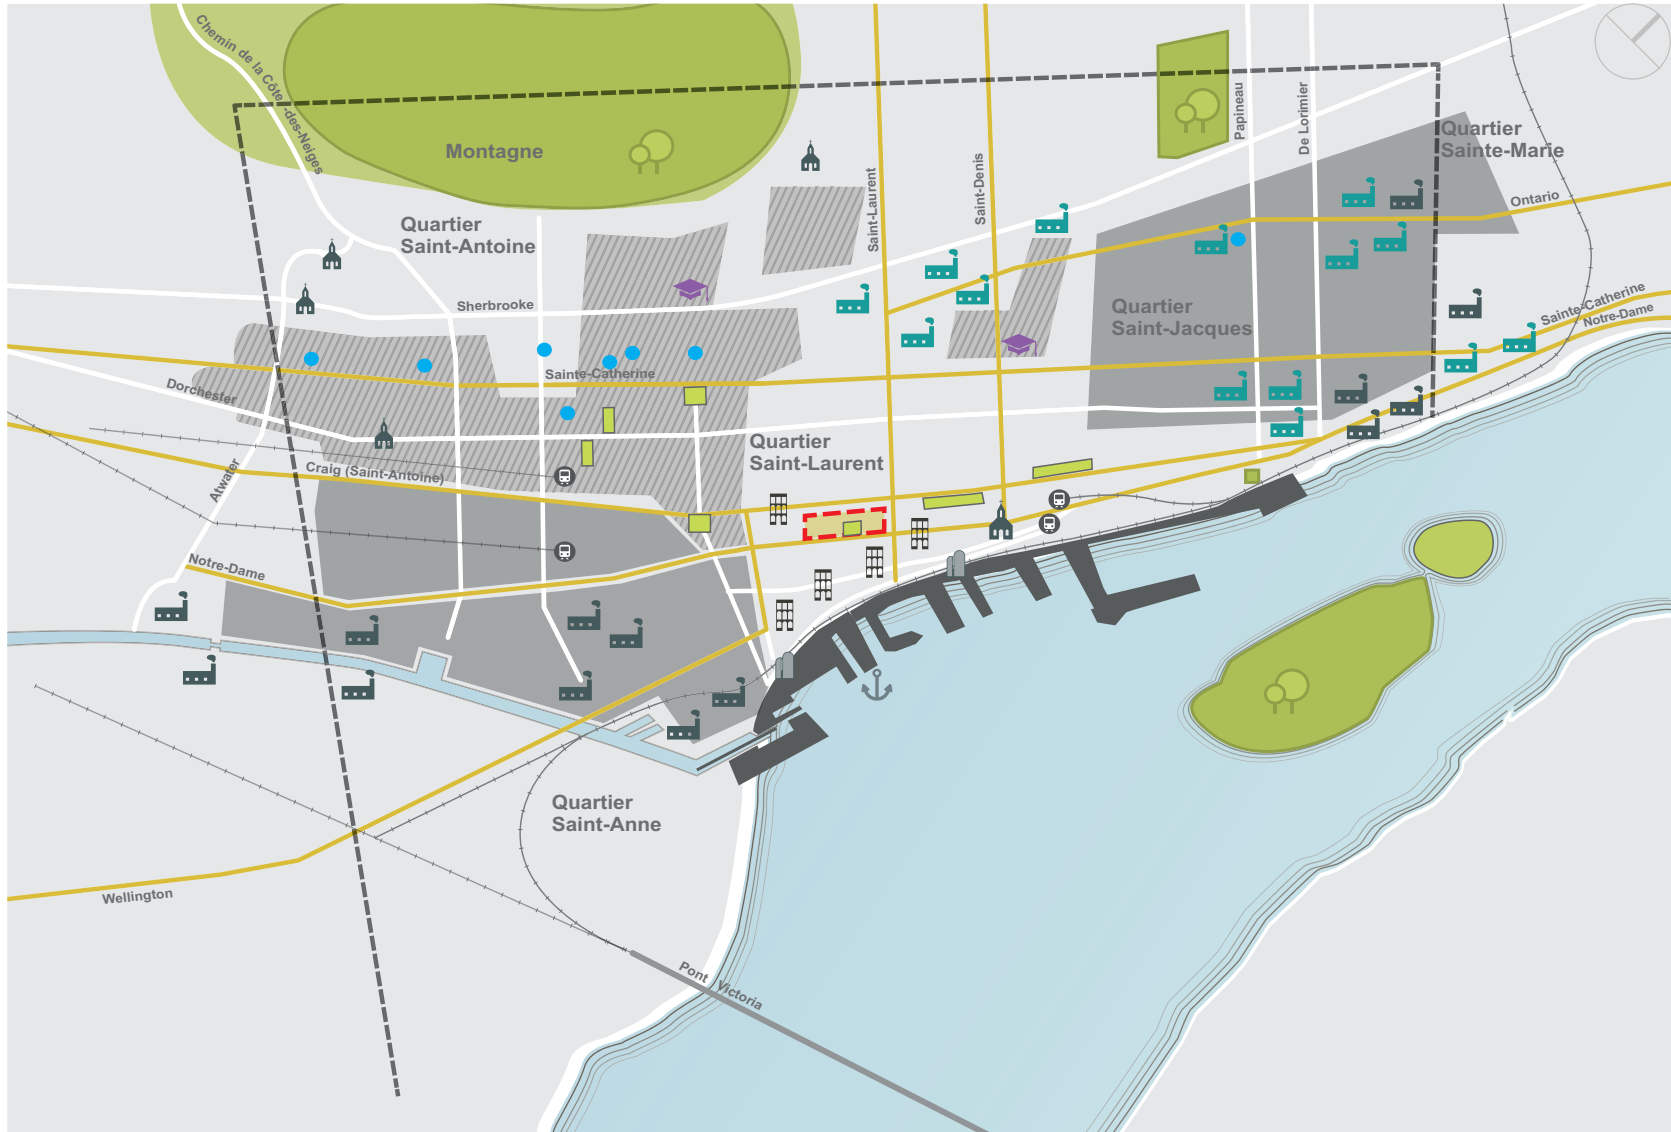 Chemin de la Côte-des-Neiges
Montagne
Papineau
De Lorimier
Quartier
Sainte-Marie
Saint-Laurent
Saint-Denis
Ontario
Quartier
Saint-Antoine
Sherbrooke
Quartier
Saint-Jacques
Sainte-Catherine
Notre-Dame
Sainte-Catherine
Dorchester
Quartier
Saint-Laurent
Atwater
Craig (Saint-Antoine)
Notre-Dame
Quartier
Saint-Anne
Wellington
Pont Victoria